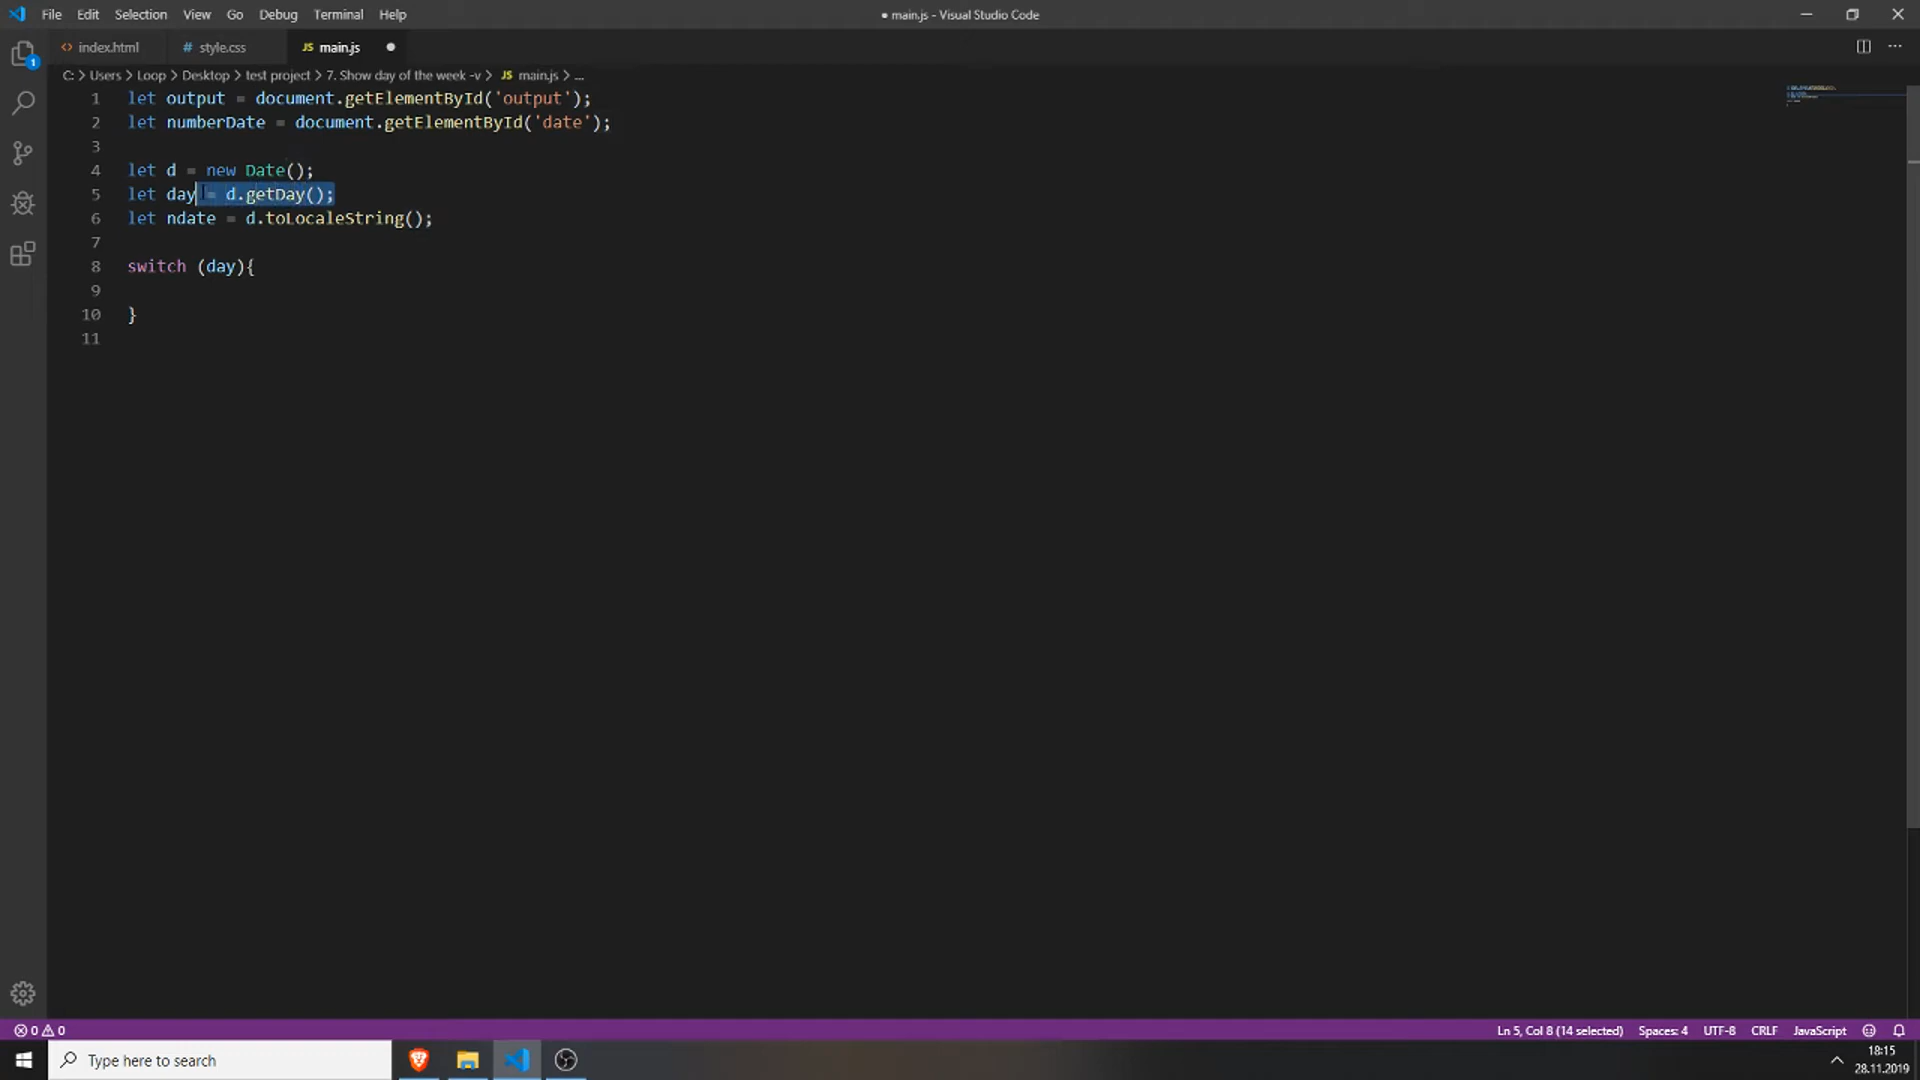 File Edit Selection View Go Debug Terminal Help
● main.js - Visual Studio Code
<> index.html
# style.css
JS main.js ●
C: > Users > Loop > Desktop > test project > 7. Show day of the week -v > JS main.js > ...
1 let output = document.getElementById('output');
2 let numberDate = document.getElementById('date');
3
4 let d = new Date();
5 let day = d.getDay();
6 let ndate = d.toLocaleString();
7
8 switch (day){
9
10 }
11
1
0 0
Ln 5, Col 8 (14 selected) Spaces: 4 UTF-8 CRLF JavaScript
Type here to search
18:15
28.11.2019